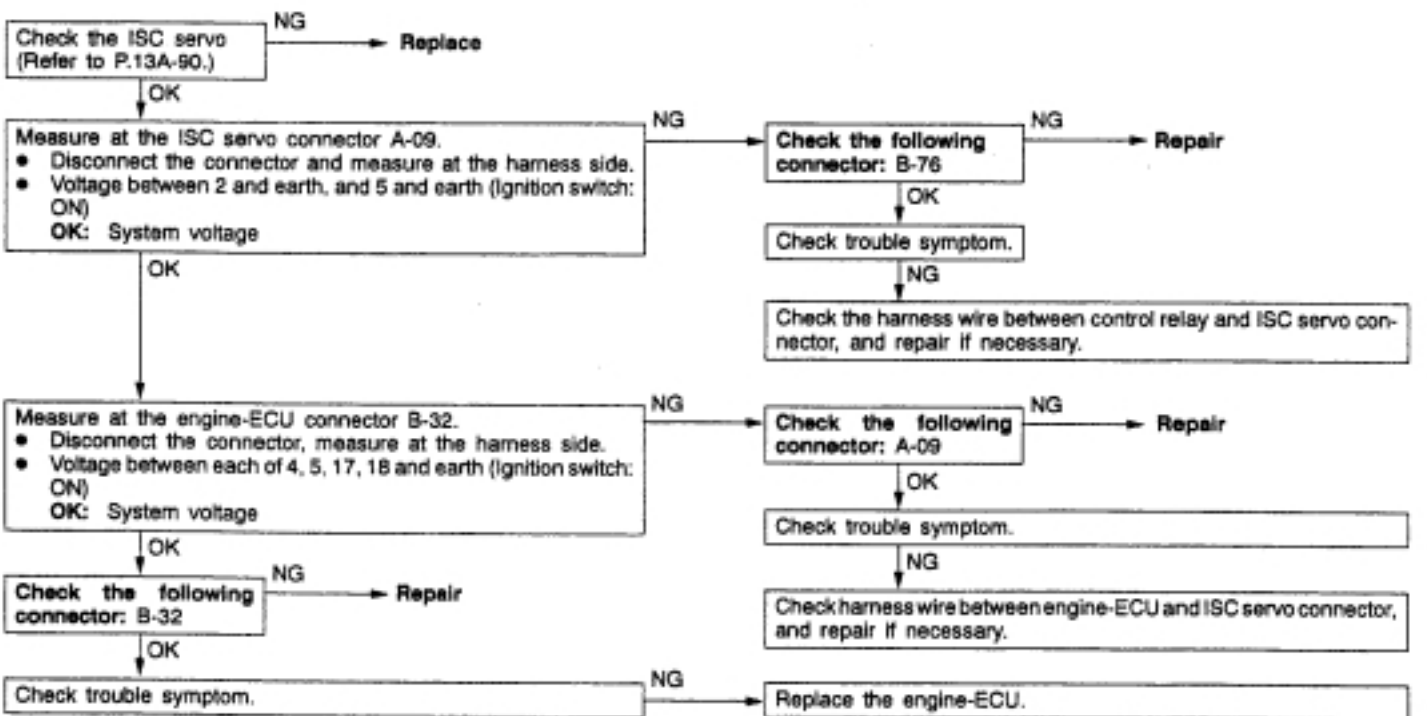 Check the ISC servo
(Refer to P.13A-90.)
NG
Replace
OK
Measure at the ISC servo connector A-09.
● Disconnect the connector and measure at the harness side.
● Voltage between 2 and earth, and 5 and earth (Ignition switch:
ON)
OK: System voltage
NG
Check the following
connector: B-76
NG
Repair
OK
Check trouble symptom.
NG
Check the harness wire between control relay and ISC servo con-
nector, and repair if necessary.
OK
Measure at the engine-ECU connector B-32.
● Disconnect the connector, measure at the harness side.
● Voltage between each of 4, 5, 17, 18 and earth (Ignition switch:
ON)
OK: System voltage
NG
Check the following
connector: A-09
NG
Repair
OK
Check trouble symptom.
NG
Check harness wire between engine-ECU and ISC servo connector,
and repair if necessary.
OK
Check the following
connector: B-32
NG
Repair
OK
Check trouble symptom.
NG
Replace the engine-ECU.